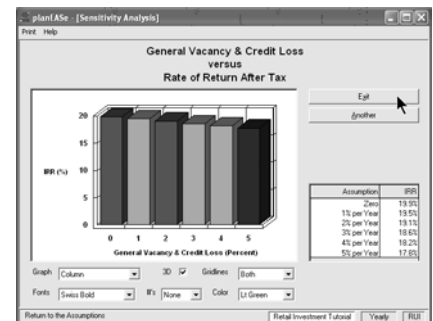 planEASe - [Sensitivity Analysis]
Print Help
General Vacancy & Credit Loss
versus
Rate of Return After Tax
Exit
Another
20
15
IRR (%) 10
5
0
0 1 2 3 4 5
General Vacancy & Credit Loss (Percent)
Assumption IRR
Zero 19.9%
1% per Year 19.5%
2% per Year 19.1%
3% per Year 18.6%
4% per Year 18.2%
5% per Year 17.8%
Graph Column 3D Gridlines Both
Fonts Swiss Bold #'s None Color Lt Green
Return to the Assumptions Retail Investment Tutorial Yearly RUI